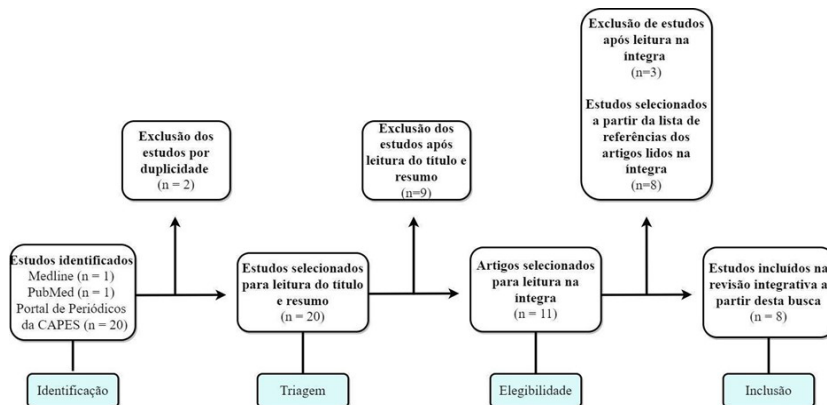 Exclusão de estudos
após leitura na
íntegra
(n=3)
Estudos selecionados
a partir da lista de
referências dos
artigos lidos na
íntegra
(n=8)
Exclusão dos
estudos por
duplicidade
(n = 2)
Exclusão dos
estudos após
leitura do título e
resumo
(n=9)
Estudos identificados
Medline (n = 1)
PubMed (n = 1)
Portal de Periódicos
da CAPES (n = 20)
Estudos selecionados
para leitura do título
e resumo
(n = 20)
Artigos selecionados
para leitura na
íntegra
(n = 11)
Estudos incluídos na
revisão integrativa a
partir desta busca
(n = 8)
Identificação
Triagem
Elegibilidade
Inclusão